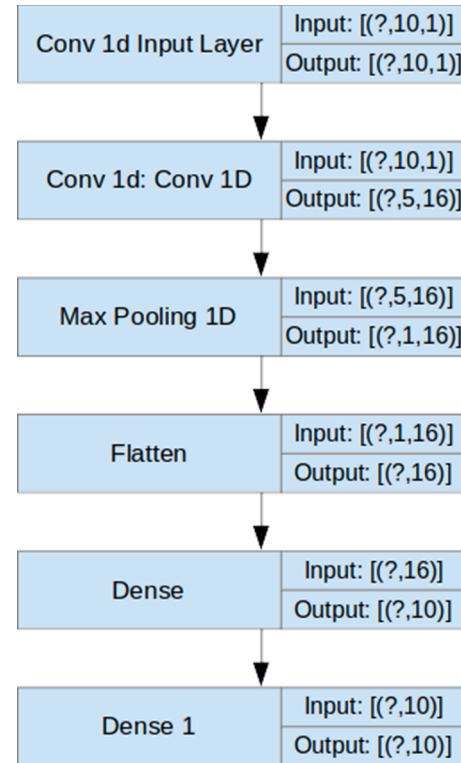 Conv 1d Input Layer
Input: [(?,10,1)]
Output: [(?,10,1)]
Conv 1d: Conv 1D
Input: [(?,10,1)]
Output: [(?,5,16)]
Max Pooling 1D
Input: [(?,5,16)]
Output: [(?,1,16)]
Flatten
Input: [(?,1,16)]
Output: [(?,16)]
Dense
Input: [(?,16)]
Output: [(?,10)]
Dense 1
Input: [(?,10)]
Output: [(?,10)]